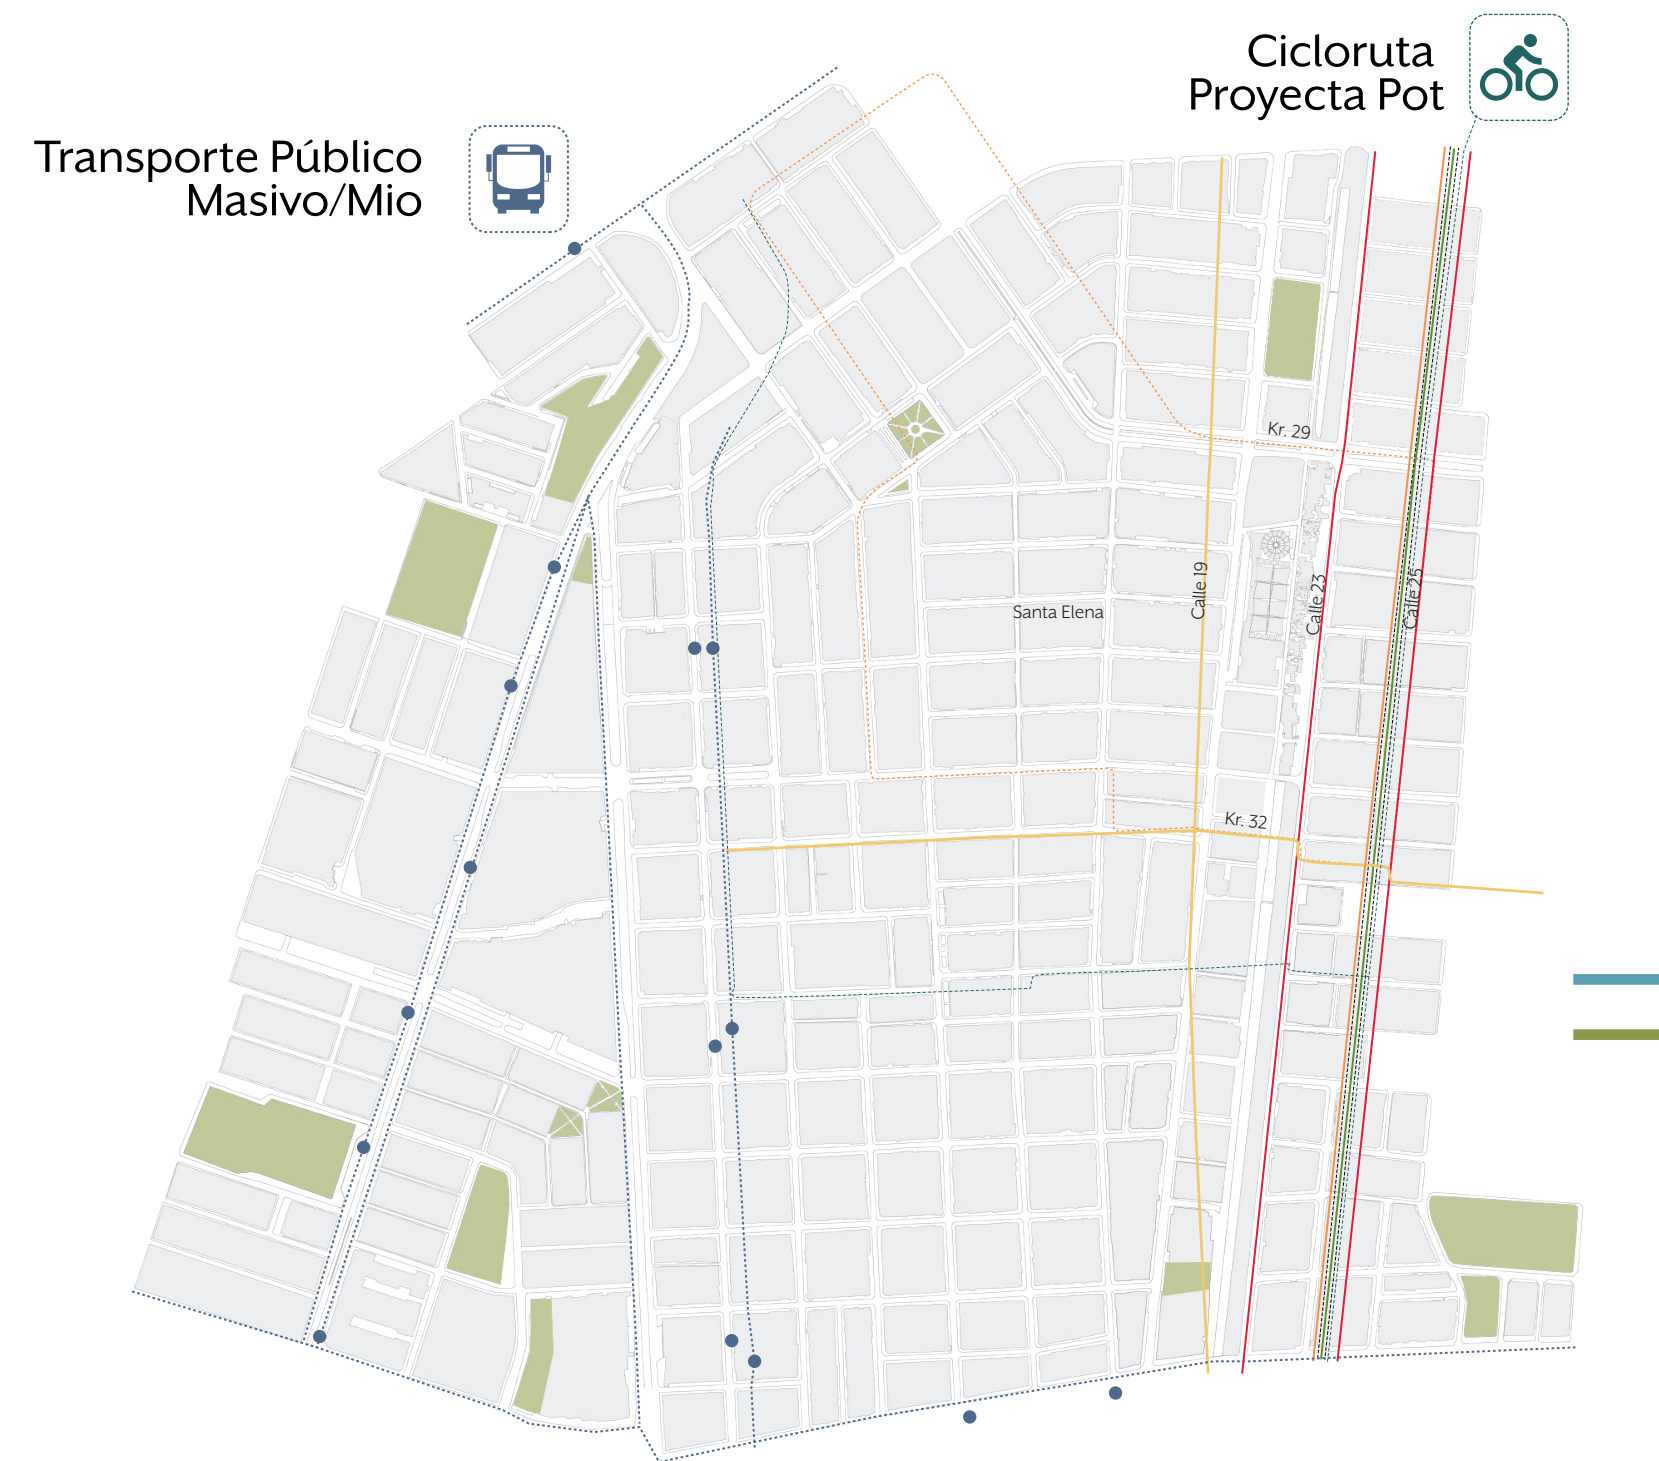 Cicloruta
Proyecta Pot
Transporte Público
Masivo/Mio
Kr. 29
Calle 19
Calle 23
Calle 25
Santa Elena
Kr. 32